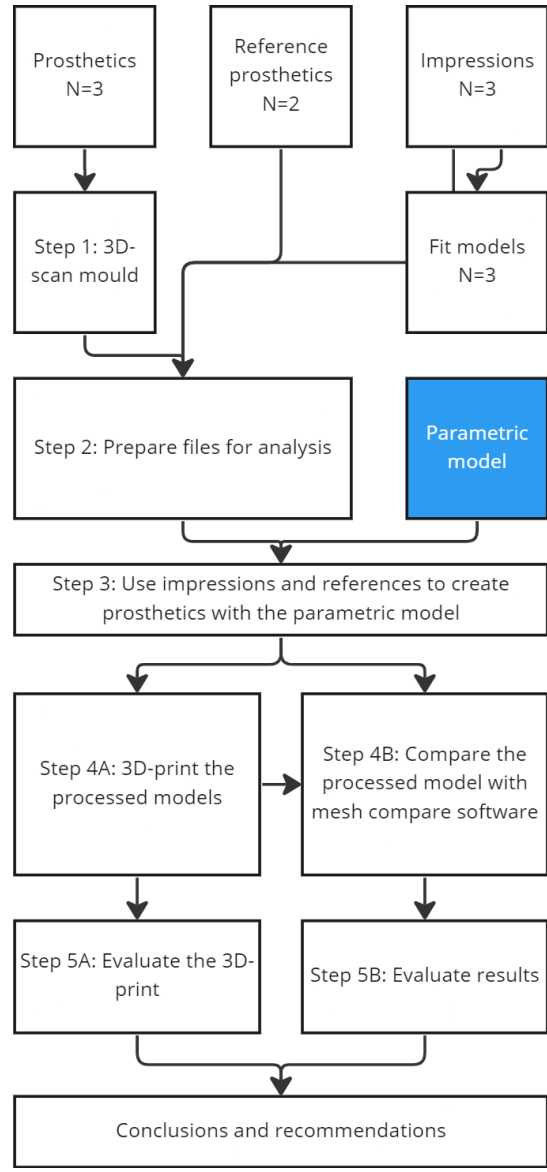 Prosthetics
N=3
Reference
prosthetics
N=2
Impressions
N=3
Step 1: 3D-
scan mould
Fit models
N=3
Step 2: Prepare files for analysis
Parametric
model
Step 3: Use impressions and references to create
prosthetics with the parametric model
Step 4A: 3D-print the
processed models
Step 4B: Compare the
processed model with
mesh compare software
Step 5A: Evaluate the 3D-
print
Step 5B: Evaluate results
Conclusions and recommendations